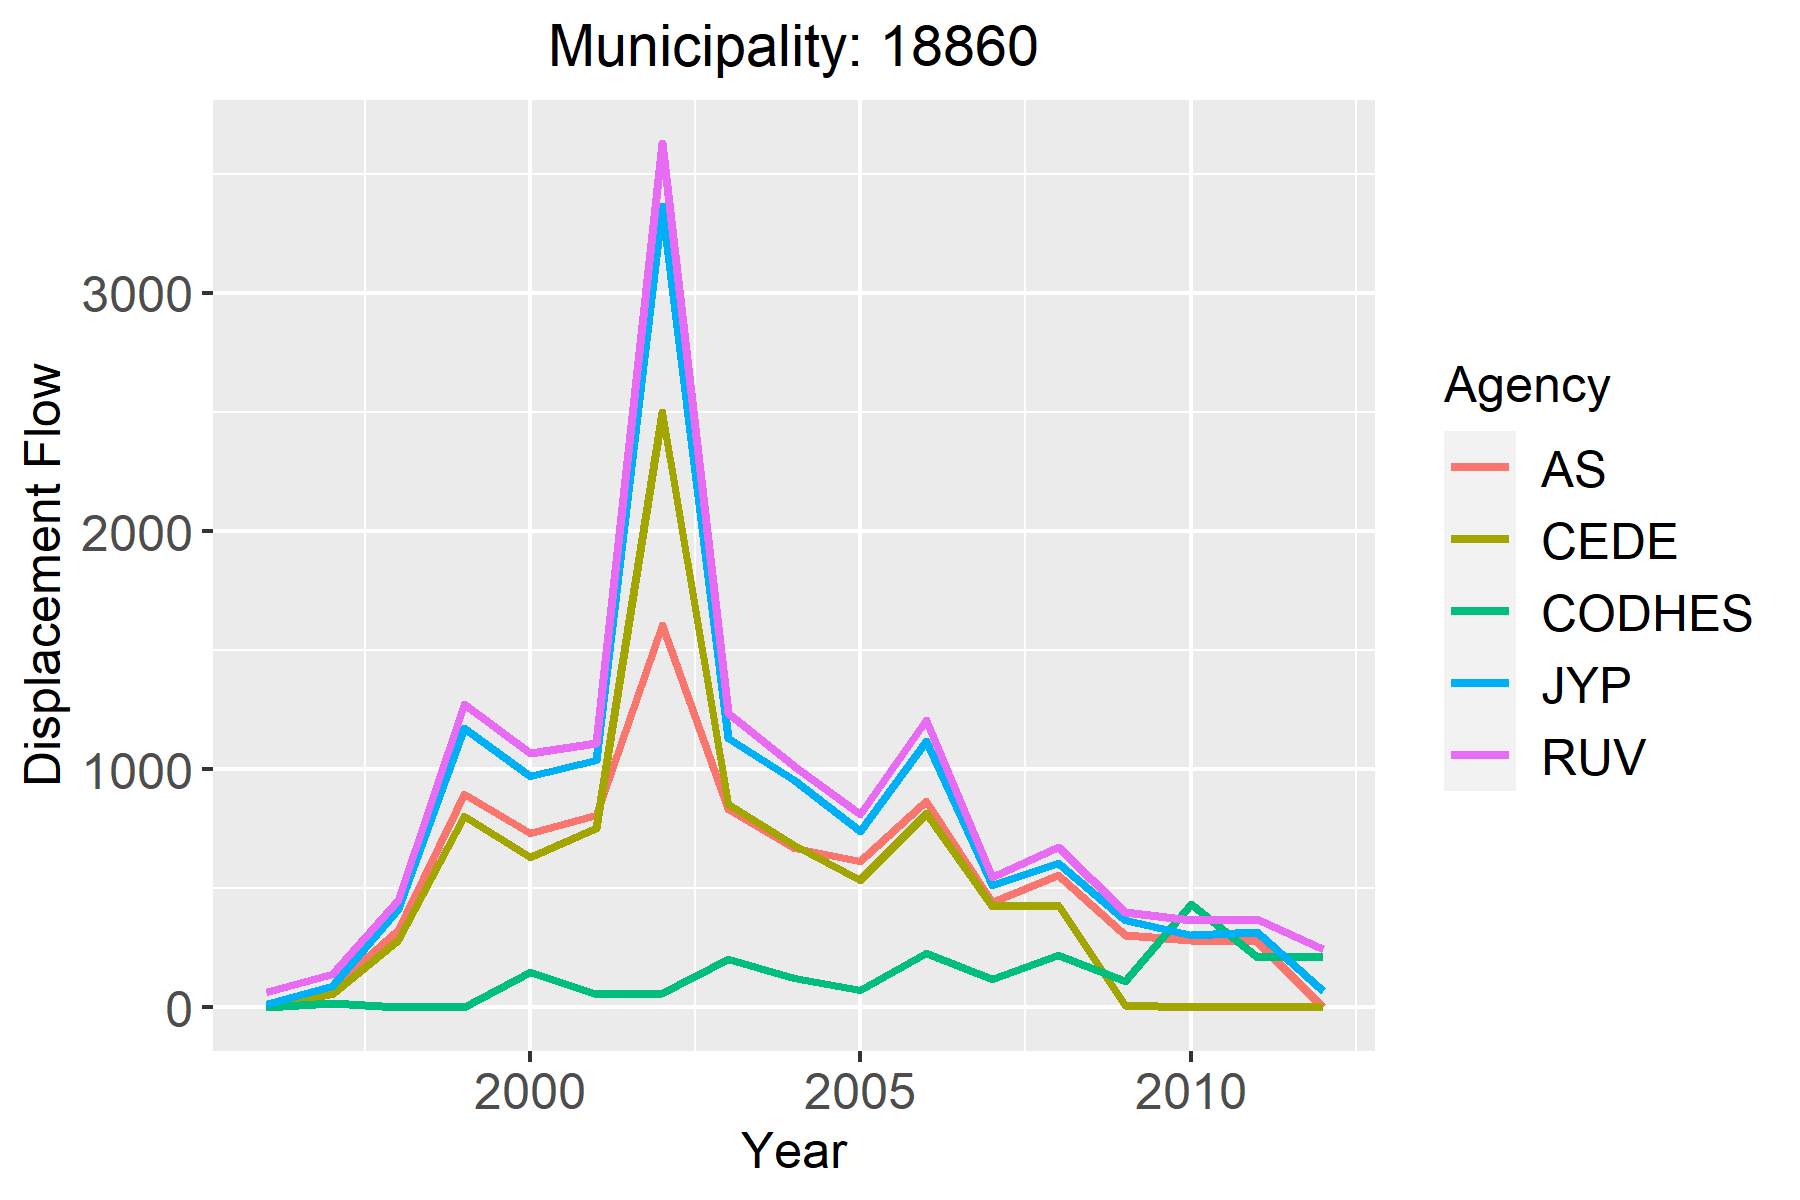 Municipality: 18860
Displacement Flow
3000
2000
1000
0
2000 2005 2010
Year
Agency
AS
CEDE
CODHES
JYP
RUV